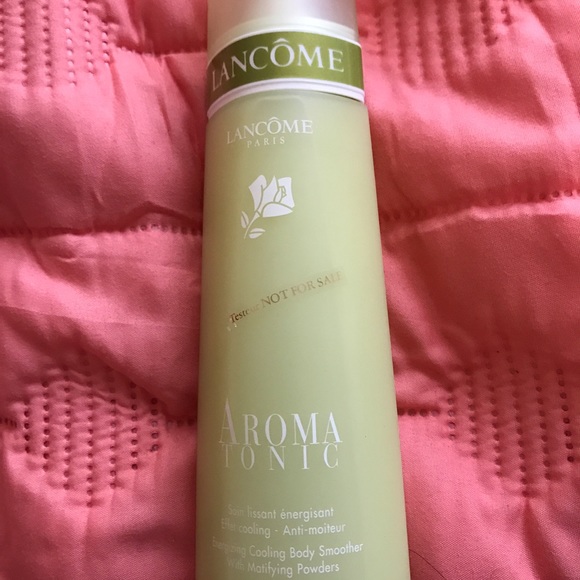 LANCÔME
LANCÔME
PARIS
Tester NOT FOR SALE
AROMA
TONIC
Soin lissant énergisant
Effet cooling - Anti-moiteur
Energizing Cooling Body Smoother
With Matifying Powders